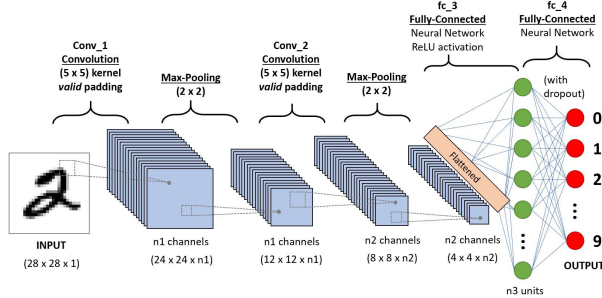 fc_3
Fully-Connected
Neural Network
ReLU activation
fc_4
Fully-Connected
Neural Network
Conv_1
Convolution
(5 x 5) kernel
valid padding
Max-Pooling
(2 x 2)
Conv_2
Convolution
(5 x 5) kernel
valid padding
Max-Pooling
(2 x 2)
(with
dropout)
2
Flattened
0
1
2
9
INPUT
(28 x 28 x 1)
n1 channels
(24 x 24 x n1)
n1 channels
(12 x 12 x n1)
n2 channels
(8 x 8 x n2)
n2 channels
(4 x 4 x n2)
OUTPUT
n3 units